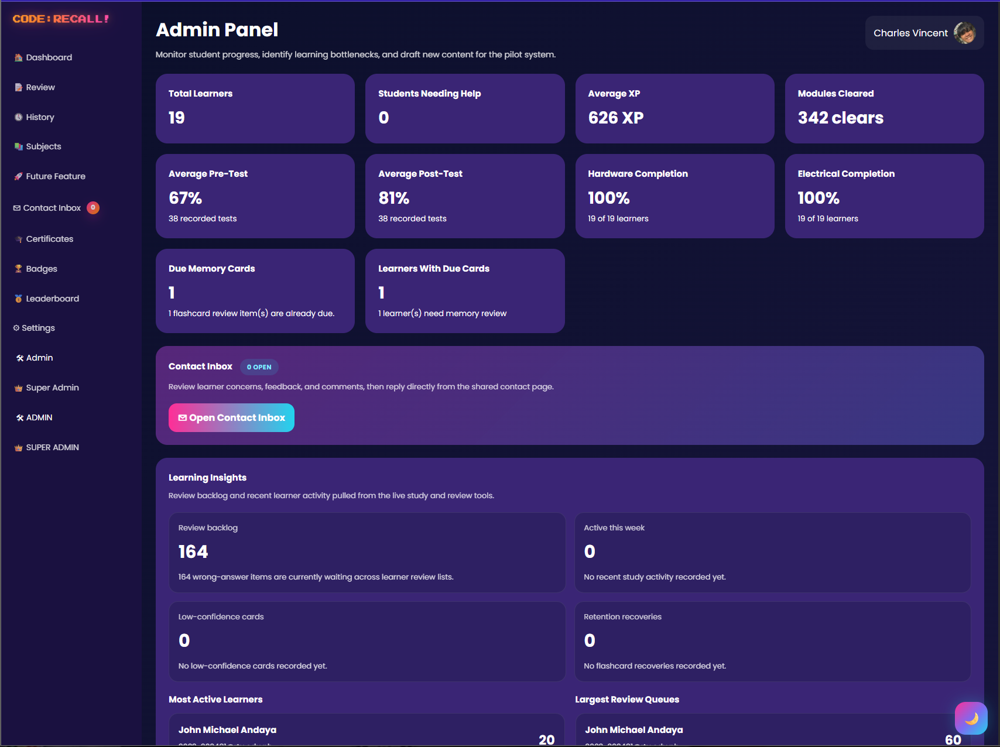 CODE:RECALL!
Dashboard
Review
History
Subjects
Future Feature
Contact Inbox 0
Certificates
Badges
Leaderboard
Settings
Admin
Super Admin
ADMIN
SUPER ADMIN
Admin Panel
Monitor student progress, identify learning bottlenecks, and draft new content for the pilot system.
Charles Vincent
Total Learners
19
Students Needing Help
0
Average XP
626 XP
Modules Cleared
342 clears
Average Pre-Test
67%
38 recorded tests
Average Post-Test
81%
38 recorded tests
Hardware Completion
100%
19 of 19 learners
Electrical Completion
100%
19 of 19 learners
Due Memory Cards
1
1 flashcard review item(s) are already due.
Learners With Due Cards
1
1 learner(s) need memory review
Contact Inbox 0 OPEN
Review learner concerns, feedback, and comments, then reply directly from the shared contact page.
Open Contact Inbox
Learning Insights
Review backlog and recent learner activity pulled from the live study and review tools.
Review backlog
164
164 wrong-answer items are currently waiting across learner review lists.
Active this week
0
No recent study activity recorded yet.
Low-confidence cards
0
No low-confidence cards recorded yet.
Retention recoveries
0
No flashcard recoveries recorded yet.
Most Active Learners
John Michael Andaya
20
Largest Review Queues
John Michael Andaya
60